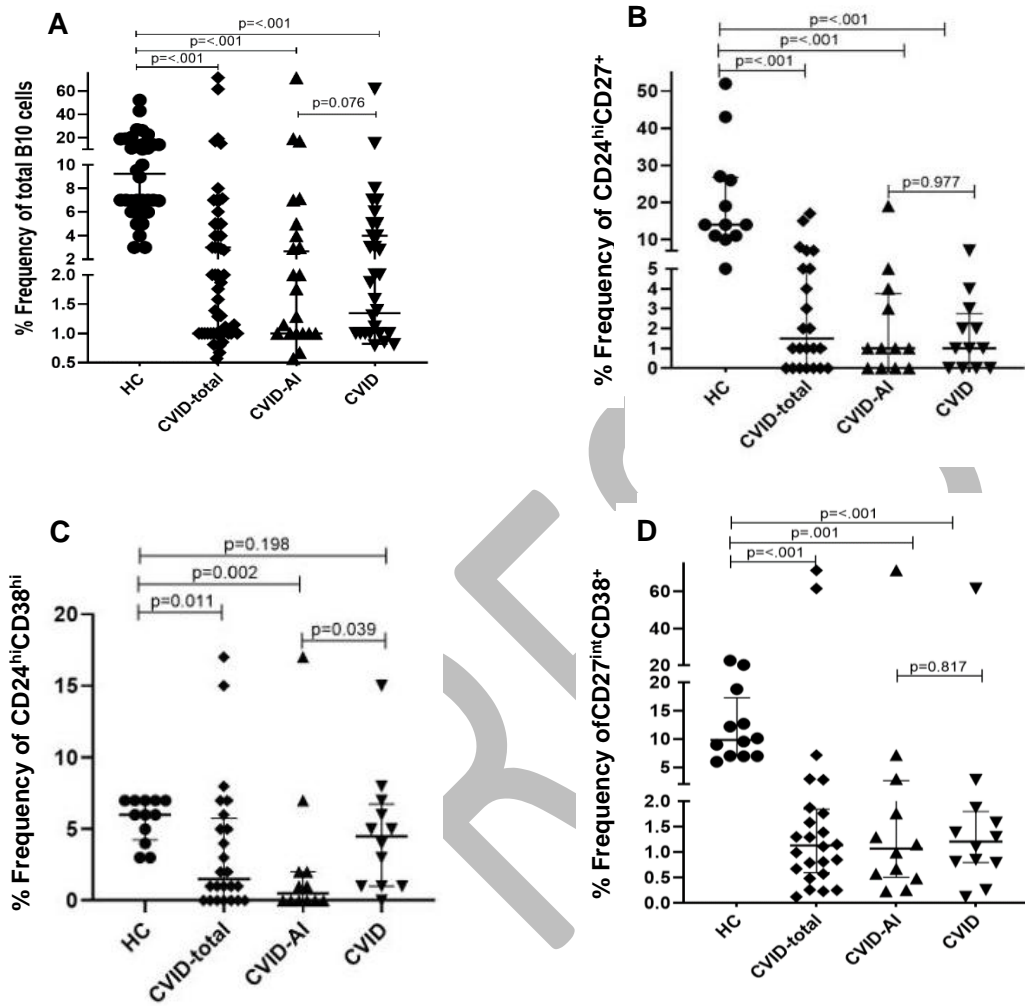 A
p=<.001
p=<.001
p=<.001
p=0.076
% Frequency of total B10 cells
60
40
20
10
8
6
4
2
2.0
1.5
1.0
0.5
HC
CVID-total
CVID-AI
CVID
B
p=<.001
p=<.001
p=<.001
p=0.977
% Frequency of CD24hiCD27+
50
40
30
20
10
5
4
3
2
1
0
HC
CVID-total
CVID-AI
CVID
C
p=0.198
p=0.002
p=0.011
p=0.039
% Frequency of CD24hiCD38hi
20
15
10
5
0
HC
CVID-total
CVID-AI
CVID
D
p=<.001
p=.001
p=<.001
p=0.817
% Frequency ofCD27intCD38+
60
40
20
20
15
10
5
2.0
1.5
1.0
0.5
0.0
HC
CVID-total
CVID-AI
CVID